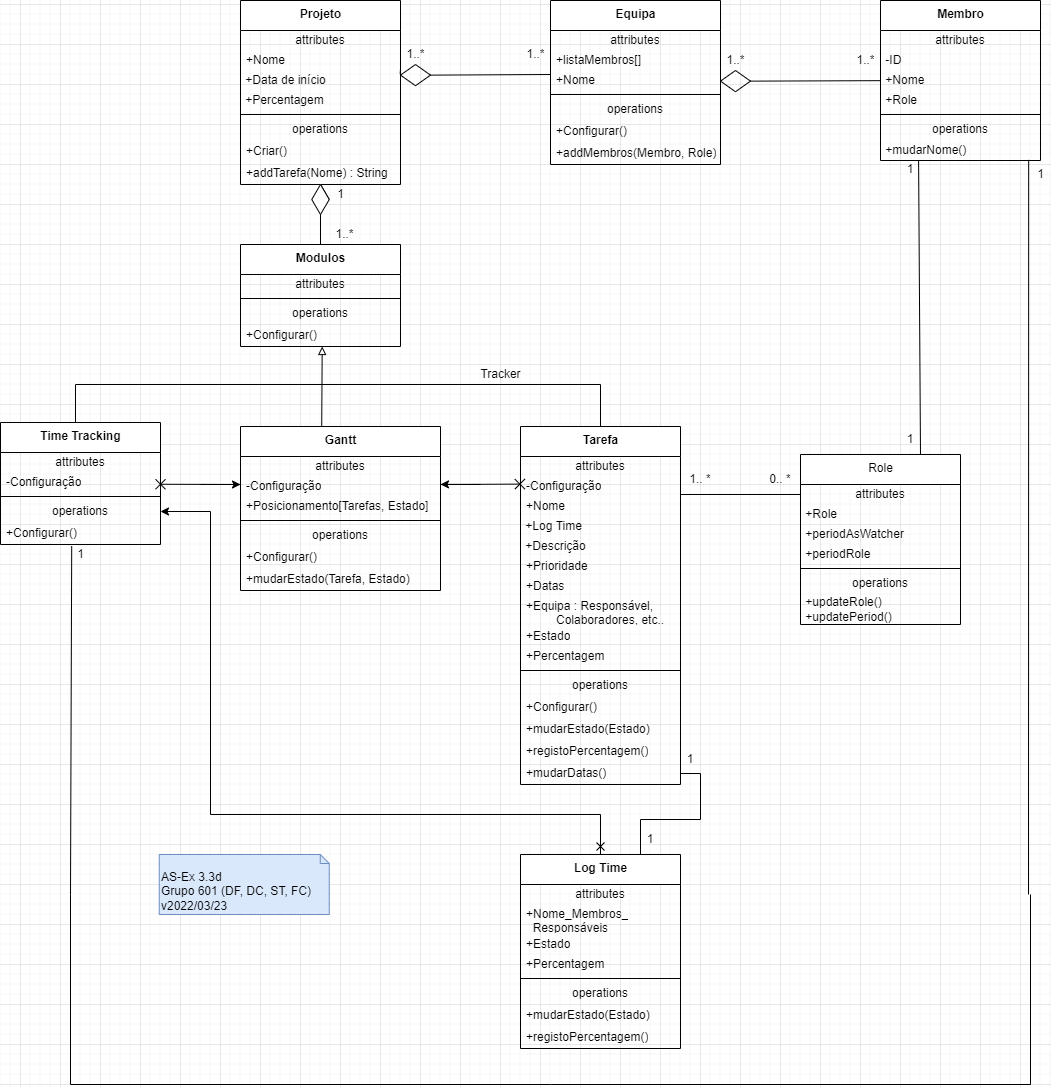 Projeto
attributes
+Nome
+Data de início
+Percentagem
operations
+Criar()
+addTarefa(Nome) : String
1..*
1..*
Equipa
attributes
+listaMembros[]
+Nome
operations
+Configurar()
+addMembros(Membro, Role)
1..*
1..*
Membro
attributes
-ID
+Nome
+Role
operations
+mudarNome()
1
1
1
1..*
Modulos
attributes
operations
+Configurar()
Tracker
Time Tracking
attributes
-Configuração
operations
+Configurar()
1
Gantt
attributes
-Configuração
+Posicionamento[Tarefas, Estado]
operations
+Configurar()
+mudarEstado(Tarefa, Estado)
Tarefa
attributes
-Configuração
+Nome
+Log Time
+Descrição
+Prioridade
+Datas
+Equipa : Responsável,
Colaboradores, etc..
+Estado
+Percentagem
operations
+Configurar()
+mudarEstado(Estado)
+registoPercentagem()
+mudarDatas()
1.. *
0.. *
1
Role
attributes
+Role
+periodAsWatcher
+periodRole
operations
+updateRole()
+updatePeriod()
1
1
Log Time
attributes
+Nome_Membros_
Responsáveis
+Estado
+Percentagem
operations
+mudarEstado(Estado)
+registoPercentagem()
AS-Ex 3.3d
Grupo 601 (DF, DC, ST, FC)
v2022/03/23